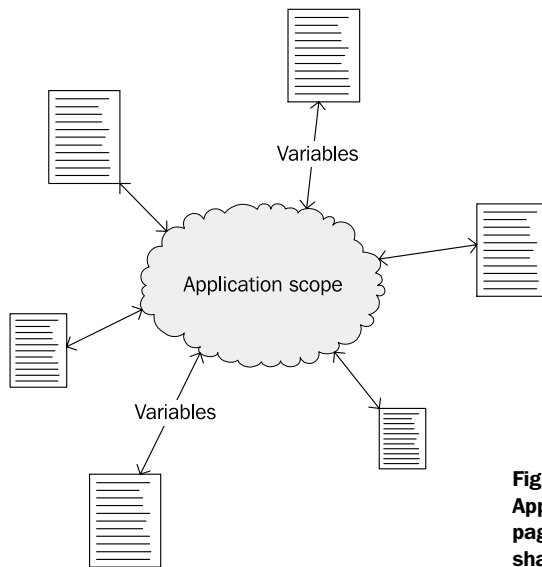 Variables
Application scope
Variables
Fig
App
pag
sha